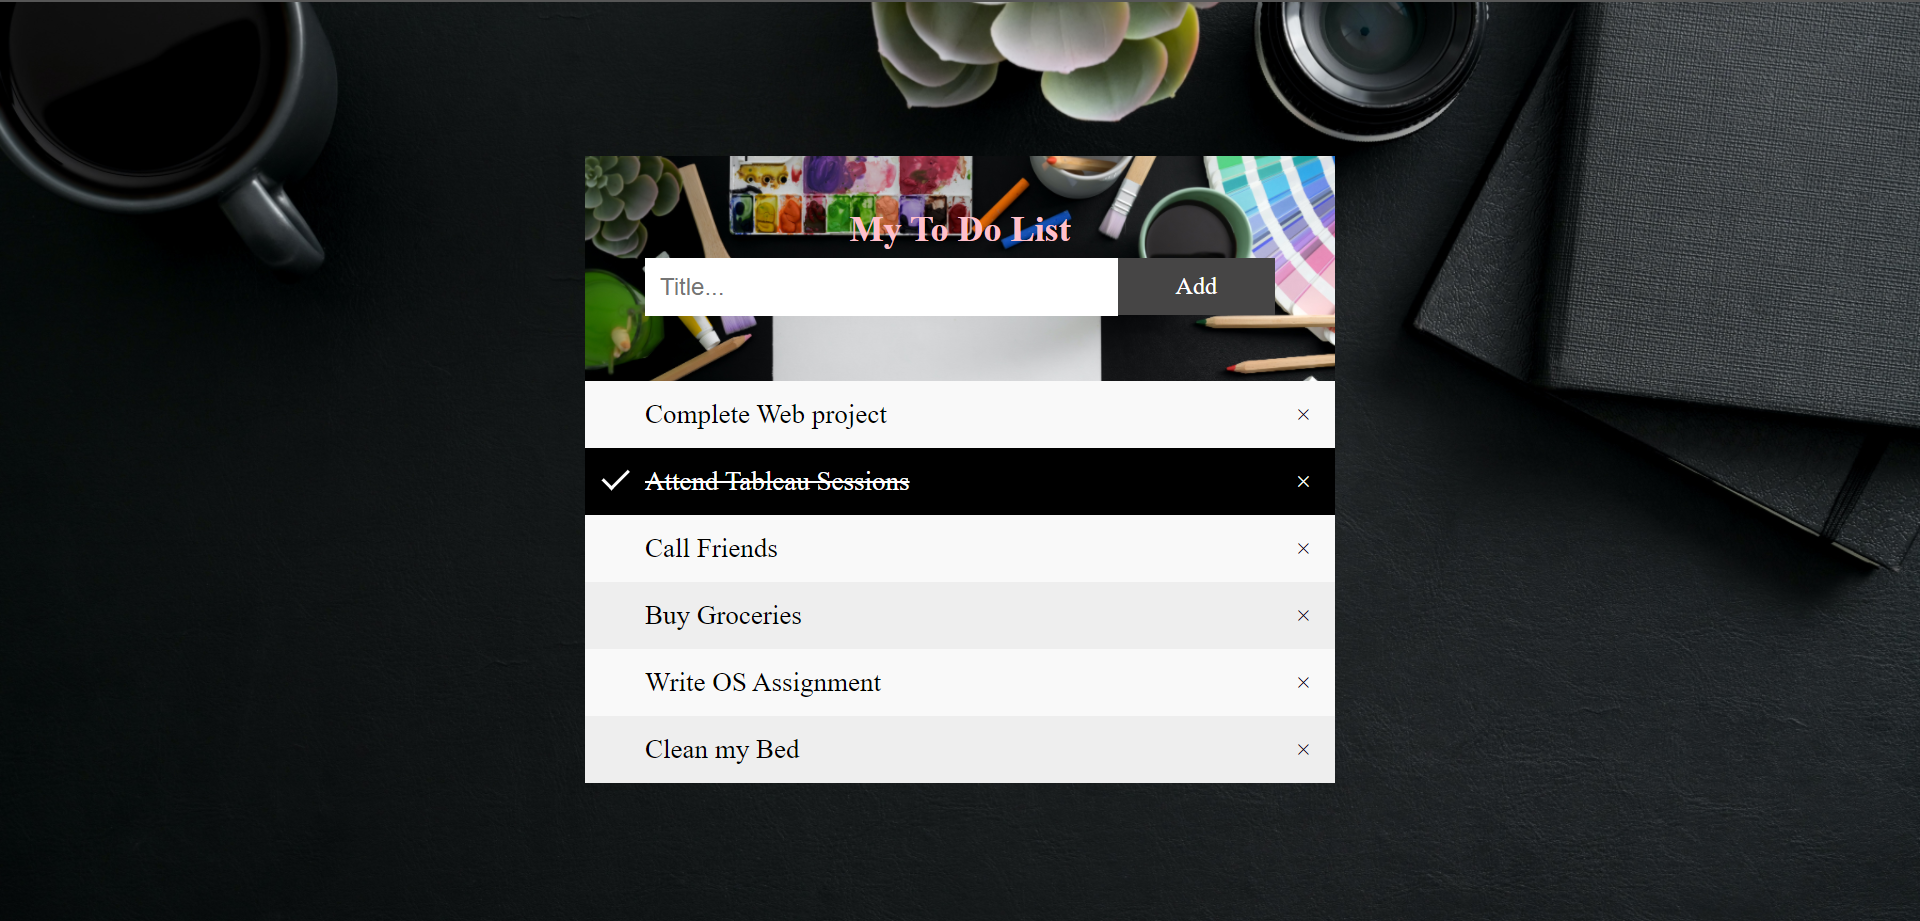 My To Do List
Title...
Add
Complete Web project
×
Attend Tableau Sessions
×
Call Friends
×
Buy Groceries
×
Write OS Assignment
×
Clean my Bed
×